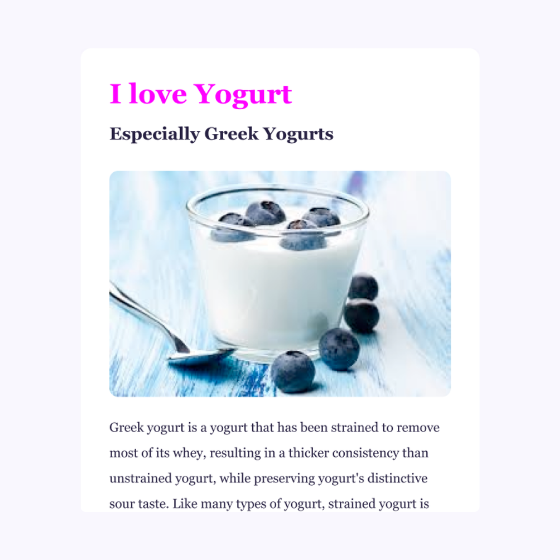 I love Yogurt
Especially Greek Yogurts
Greek yogurt is a yogurt that has been strained to remove
most of its whey, resulting in a thicker consistency than
unstrained yogurt, while preserving yogurt's distinctive
sour taste. Like many types of yogurt, strained yogurt is